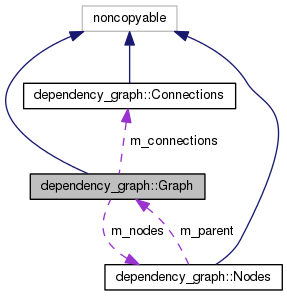 noncopyable
dependency_graph::Connections
m_connections
dependency_graph::Graph
m_nodes
m_parent
dependency_graph::Nodes